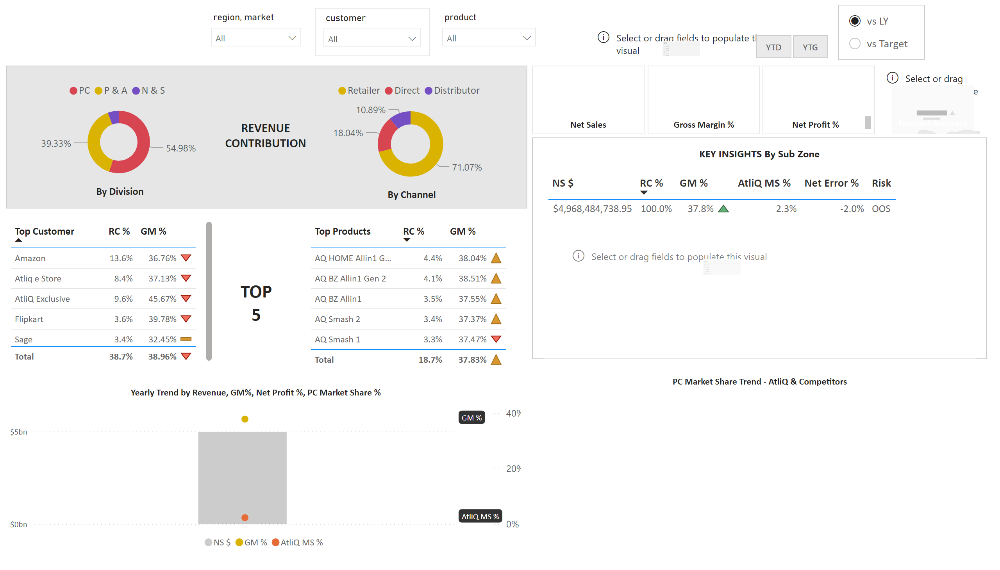 region, market
All
customer
All
product
All
Select or drag fields to populate
visual
YTD
YTG
vs LY
vs Target
PC P & A N & S
39.33%
54.98%
By Division
REVENUE
CONTRIBUTION
Retailer Direct Distributor
10.89%
18.04%
71.07%
By Channel
Net Sales
Gross Margin %
Net Profit %
Select or drag
e
Forecast Accuracy
KEY INSIGHTS By Sub Zone
NS $ RC % GM % AtliQ MS % Net Error % Risk
$4,968,484,738.95 100.0% 37.8% 2.3% -2.0% OOS
Select or drag fields to populate this visual
Top Customer RC % GM %
Amazon 13.6% 36.76%
Atliq e Store 8.4% 37.13%
AtliQ Exclusive 9.6% 45.67%
Flipkart 3.6% 39.78%
Sage 3.4% 32.45%
Total 38.7% 38.96%
TOP
5
Top Products RC % GM %
AQ HOME Allin1 G... 4.4% 38.04%
AQ BZ Allin1 Gen 2 4.1% 38.51%
AQ BZ Allin1 3.5% 37.55%
AQ Smash 2 3.4% 37.37%
AQ Smash 1 3.3% 37.47%
Total 18.7% 37.83%
Yearly Trend by Revenue, GM%, Net Profit %, PC Market Share %
$5bn
$0bn
GM %
AtliQ MS %
40%
20%
0%
NS $ GM % AtliQ MS %
PC Market Share Trend - AtliQ & Competitors